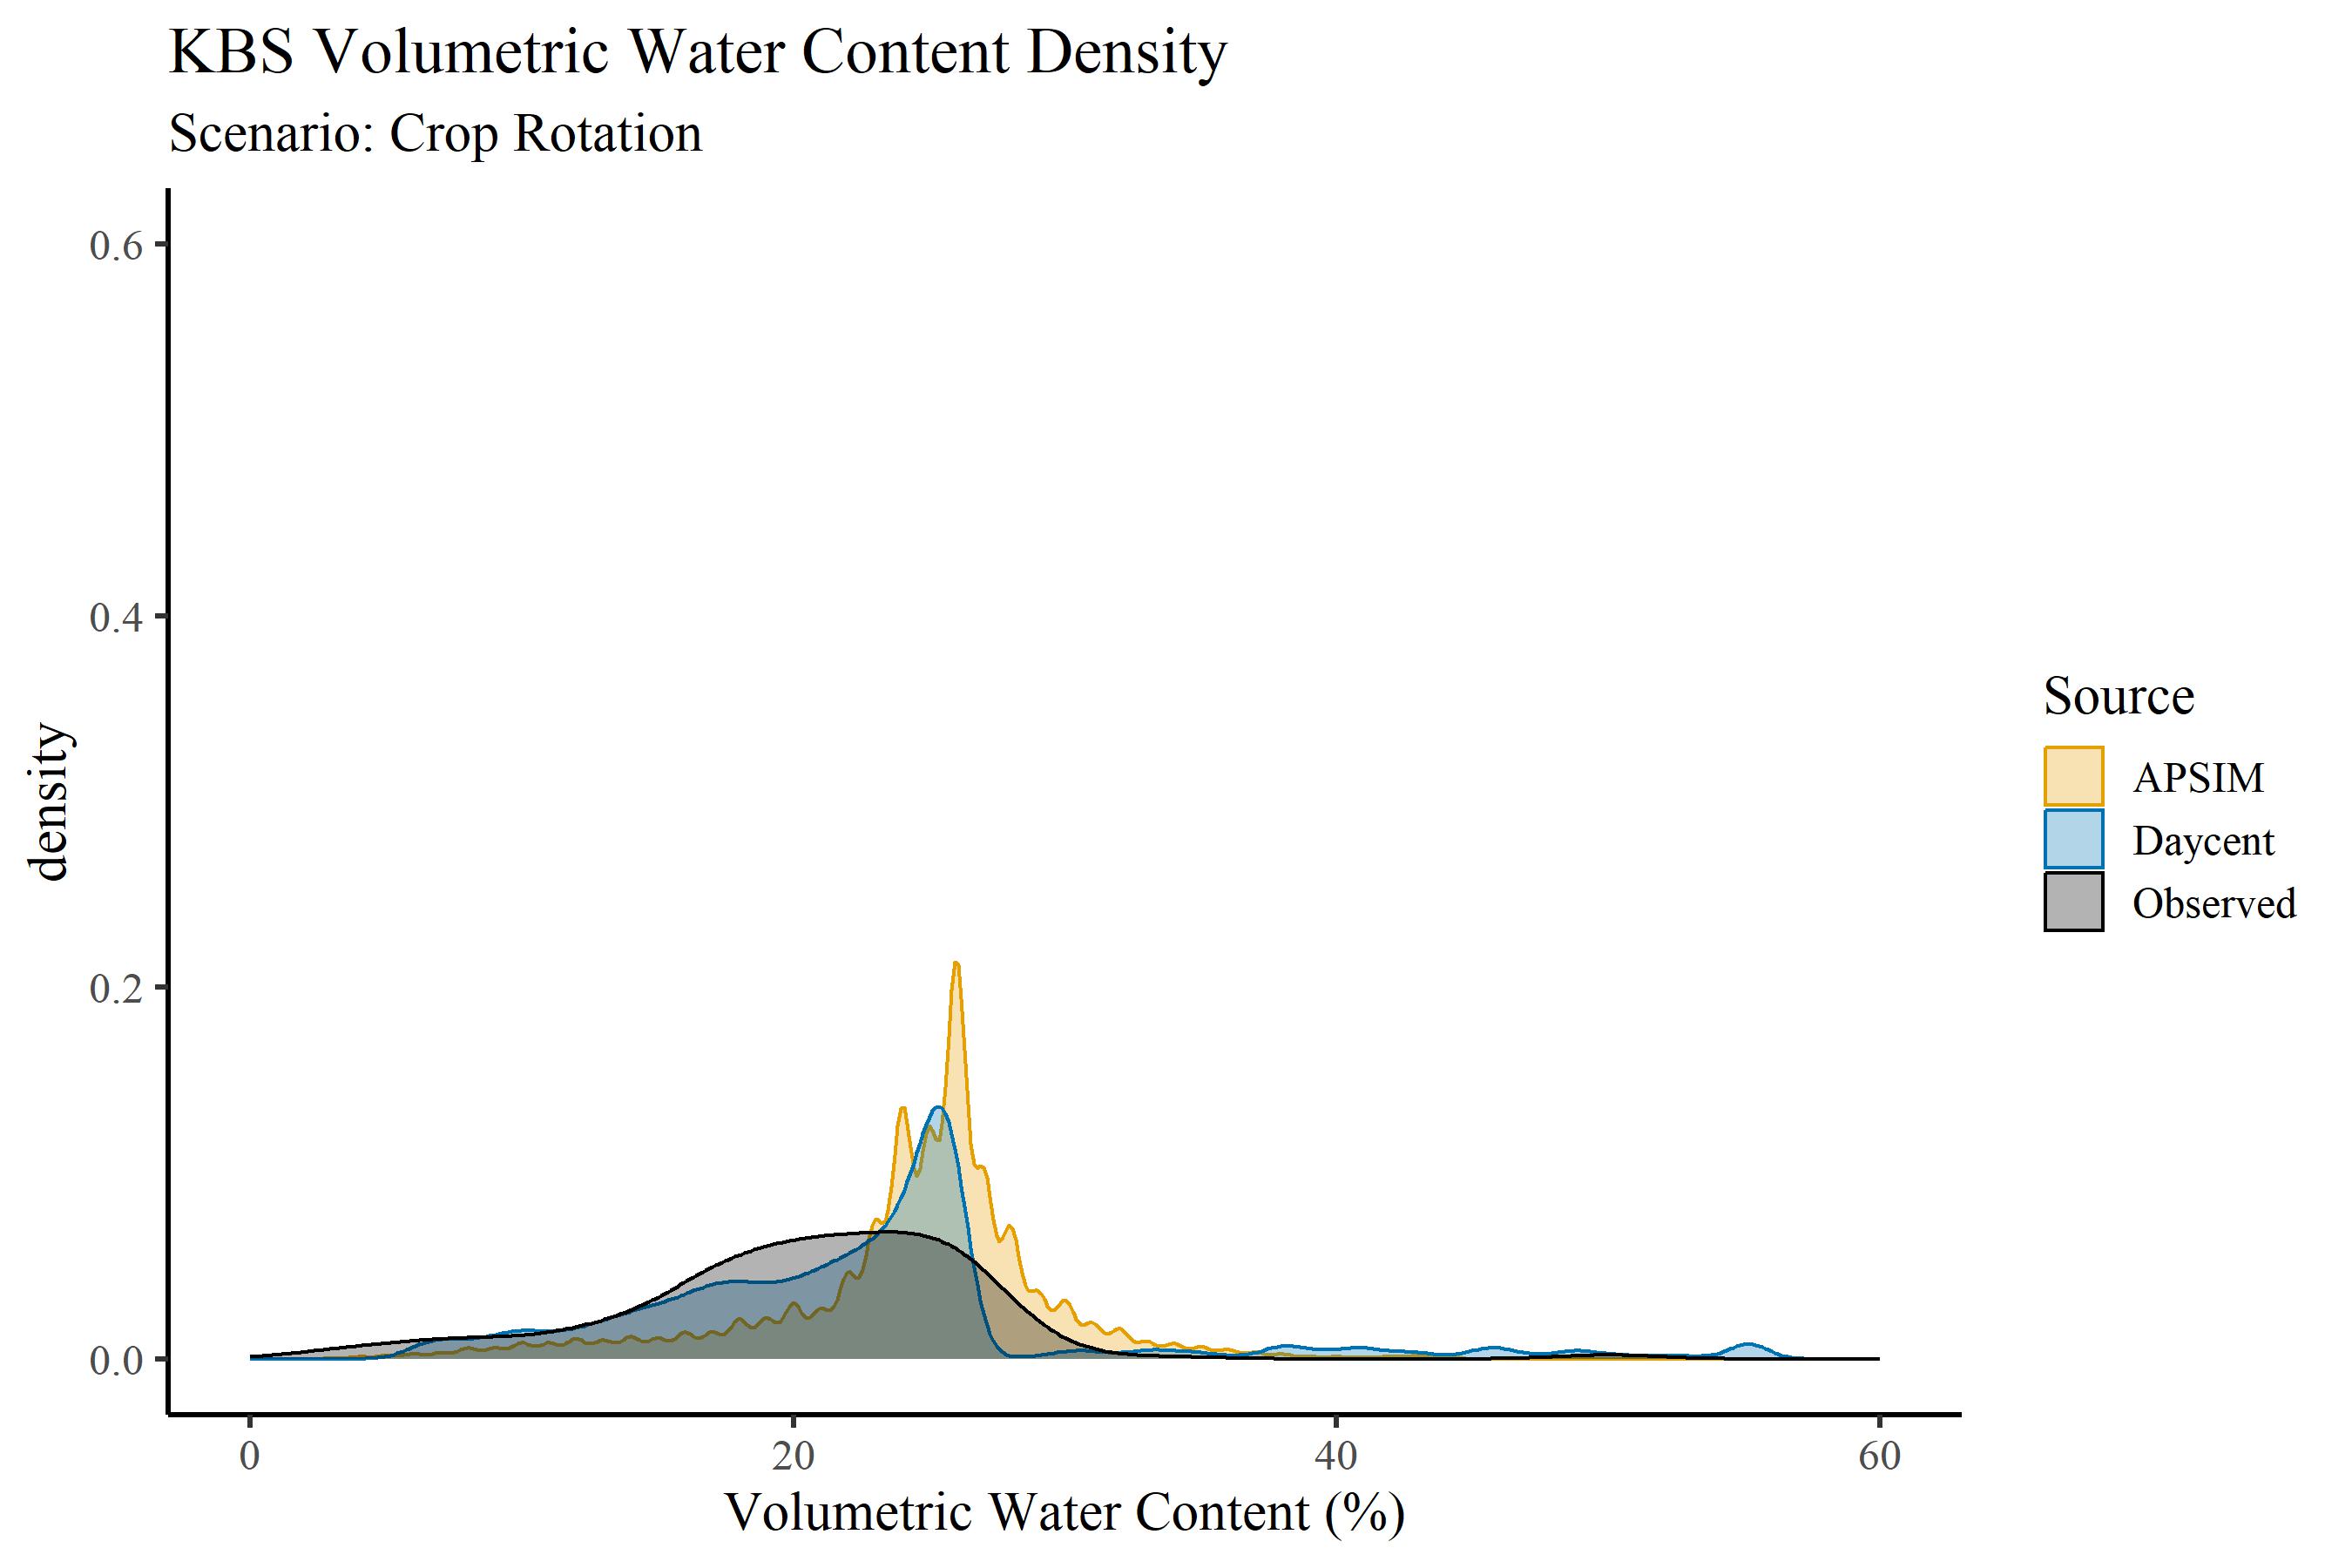 KBS Volumetric Water Content Density
Scenario: Crop Rotation
0.6
0.4
0.2
0.0
density
0
20
40
60
Volumetric Water Content (%)
Source
APSIM
Daycent
Observed